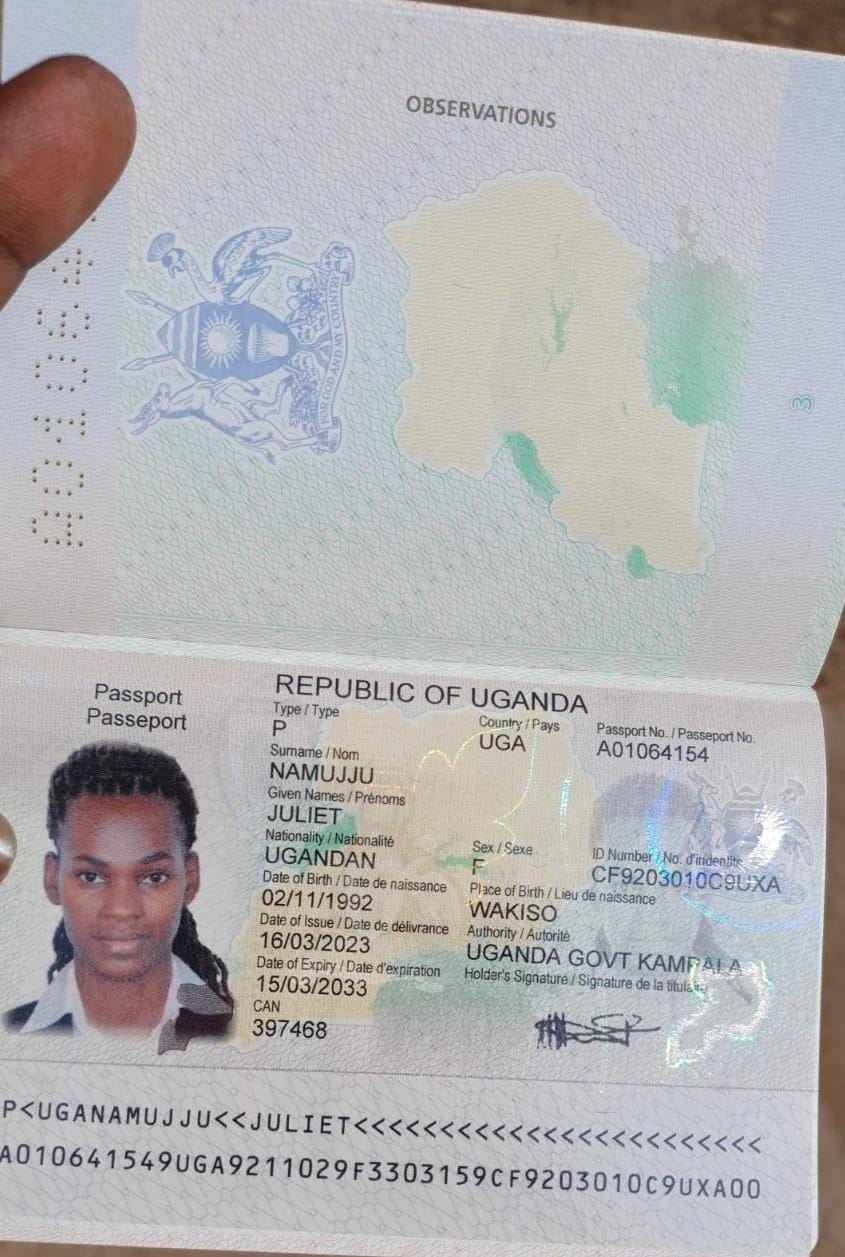 OBSERVATIONS
FOR GOD AND MY COUNTRY
3
Passport
Passeport
REPUBLIC OF UGANDA
Type / Type
P
Country / Pays
UGA
Passport No. / Passeport No.
A01064154
Surname / Nom
NAMUJJU
Given Names / Prénoms
JULIET
Nationality / Nationalité
UGANDAN
Sex / Sexe
F
ID Number / No. d'indentité
CF9203010C9UXA
Date of Birth / Date de naissance
02/11/1992
Place of Birth / Lieu de naissance
WAKISO
Date of Issue / Date de délivrance
16/03/2023
Authority / Autorité
UGANDA GOVT KAMPALA
Date of Expiry / Date d'expiration
15/03/2033
Holder's Signature / Signature de la titulaire
CAN
397468
P<UGANAMUJJU<<JULIET<<<<<<<<<<<<<<<<<<<<<<<<
A010641549UGA9211029F3303159CF9203010C9UXA00